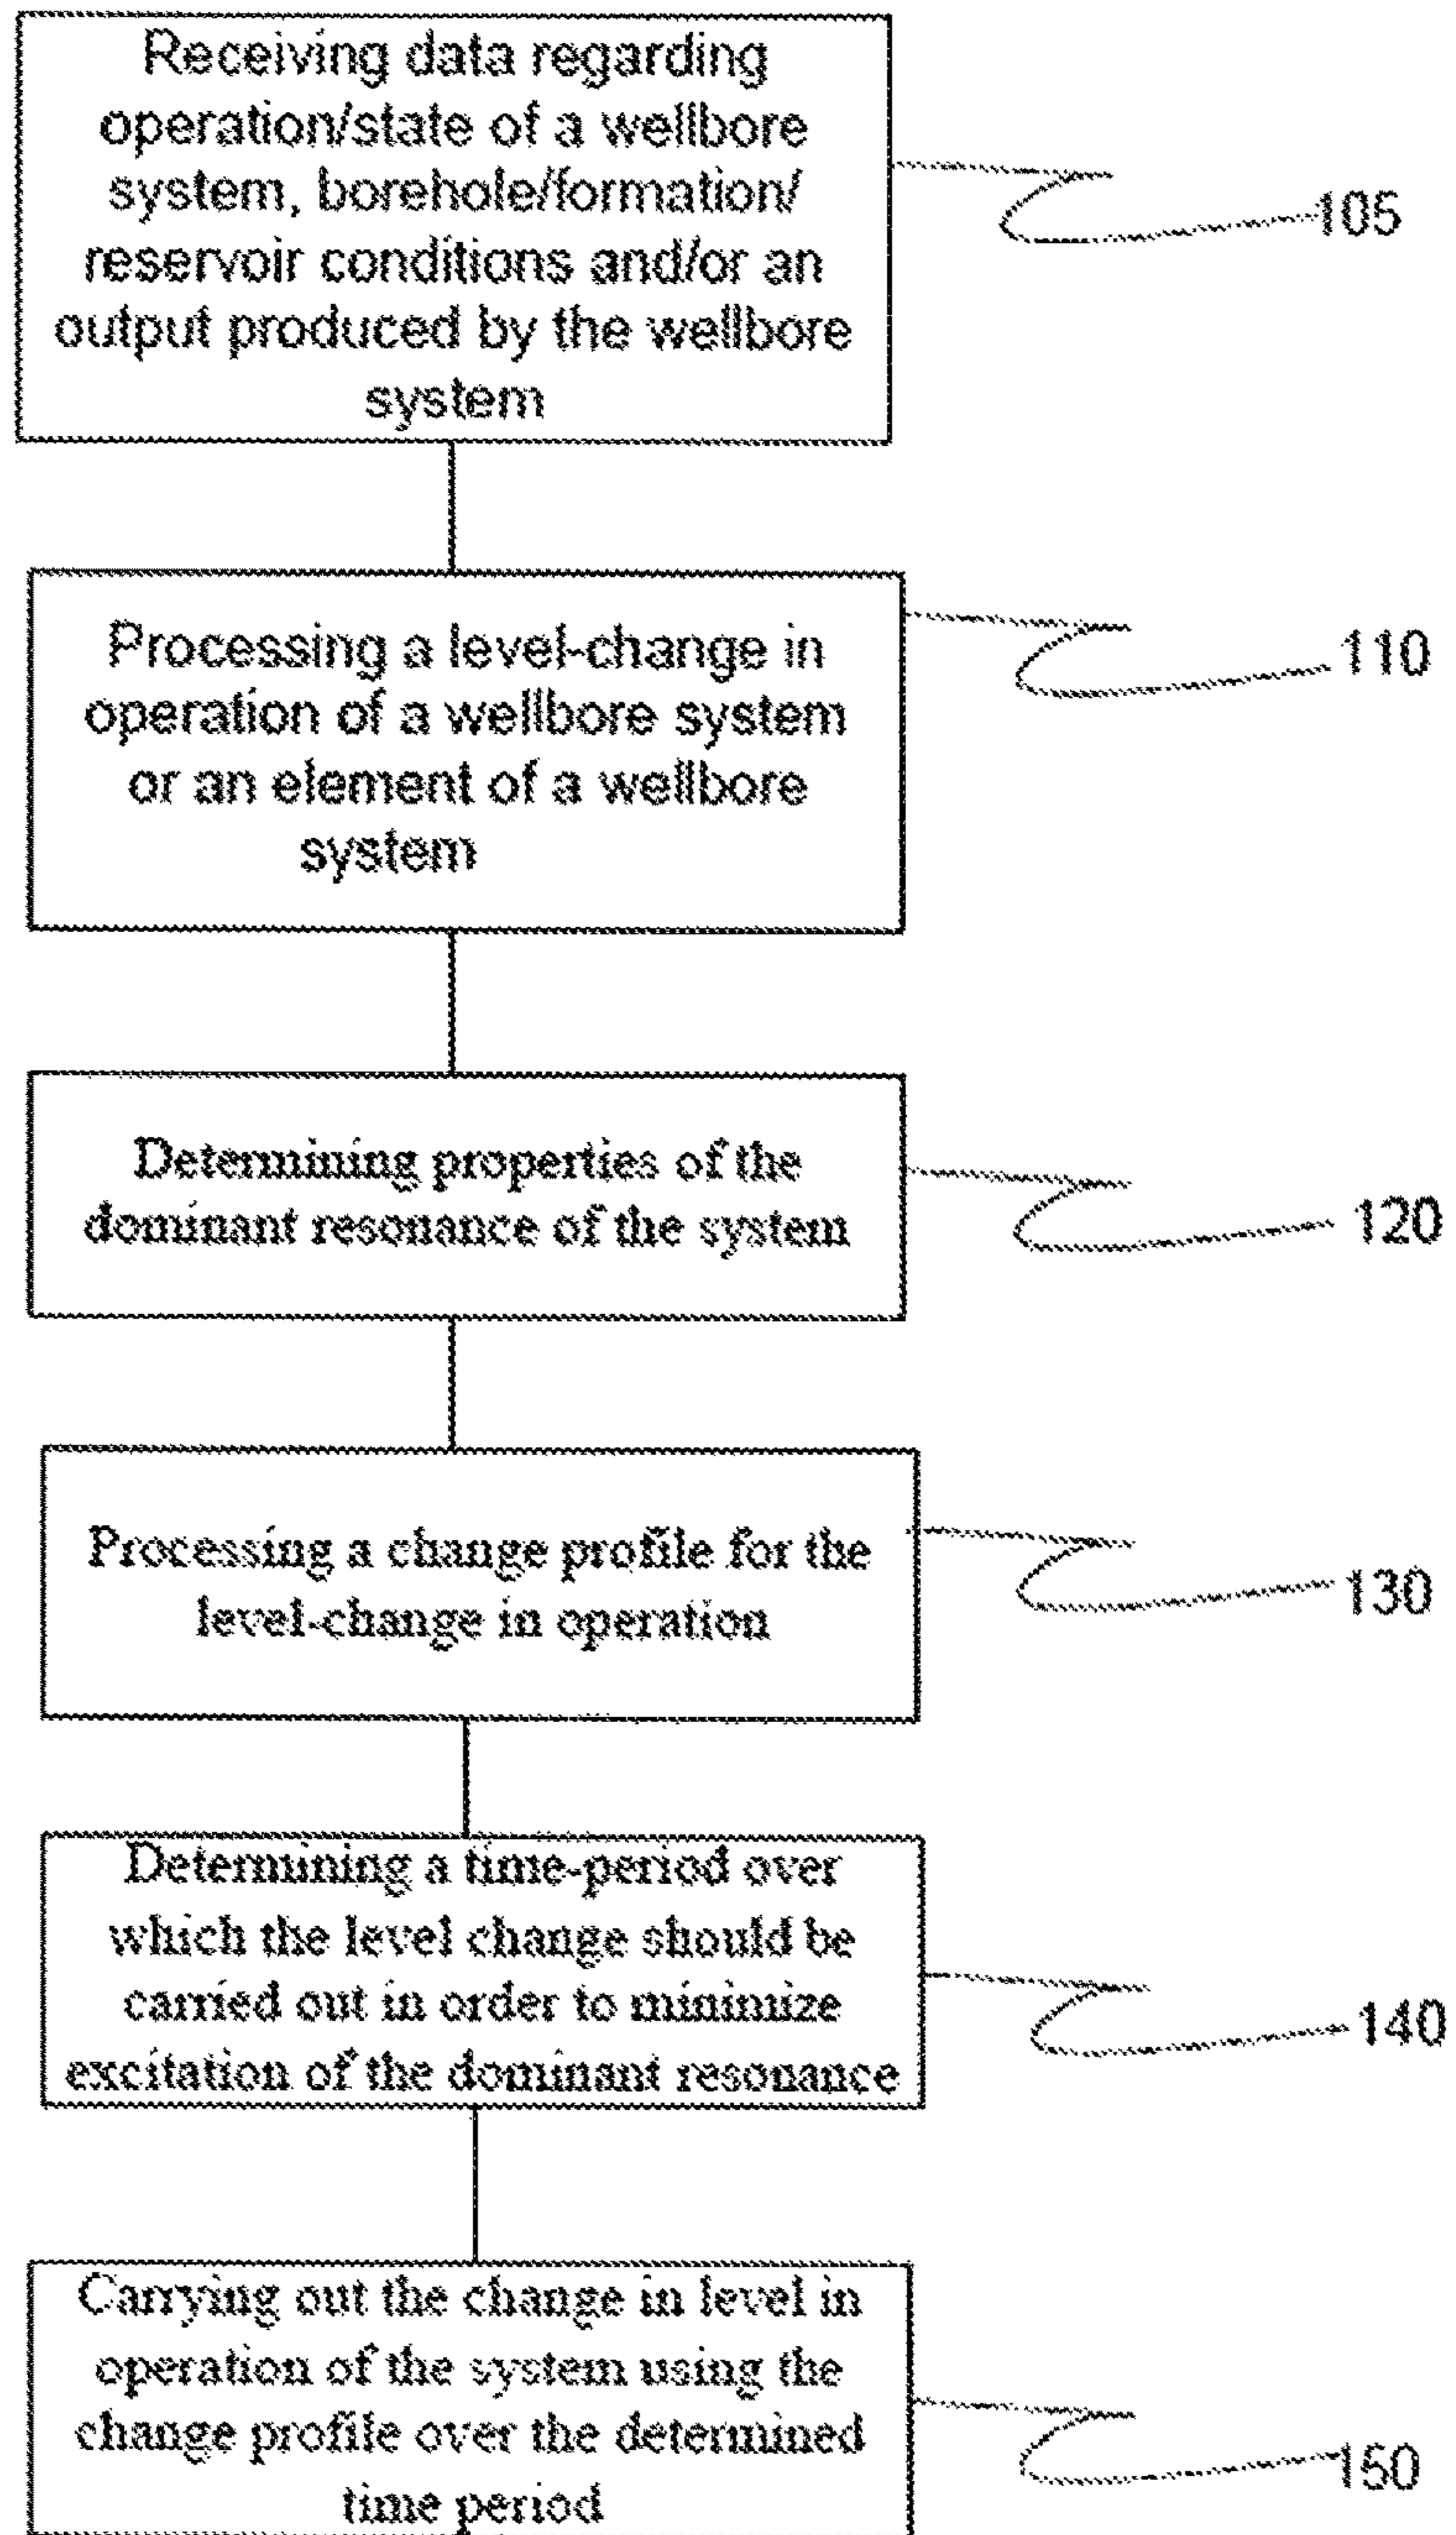 Receiving data regarding
operation/state of a wellbore
system, borehole/formation/
reservoir conditions and/or an
output produced by the wellbore
system
105
Processing a level-change in
operation of a wellbore system
or an element of a wellbore
system
110
Determining properties of the
dominant resonance of the system
120
Processing a change profile for the
level-change in operation
130
Determining a time-period over
which the level change should be
carried out in order to minimize
excitation of the dominant resonance
140
Carrying out the change in level in
operation of the system using the
change profile over the determined
time period
150